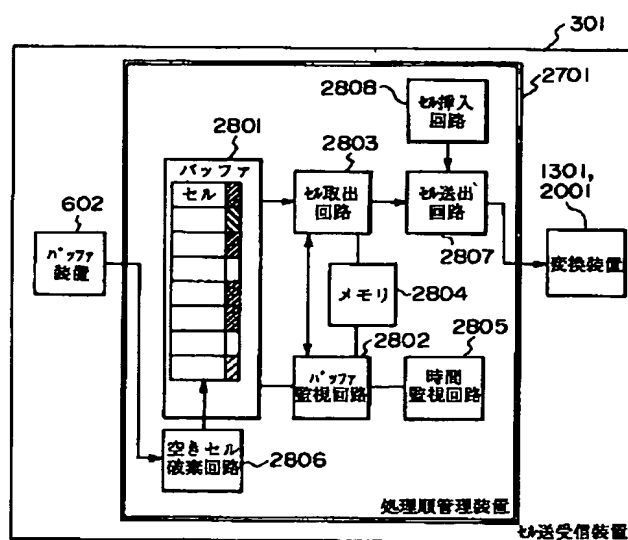 301
2701
2808
セル挿入
回路
2801
バッファ
セル
2803
セル取出
回路
セル送出
回路
2807
1301,
2001
変換装置
602
バッファ
装置
メモリ
2804
2802
バッファ
監視回路
2805
時間
監視回路
空きセル
破棄回路
2806
処理順管理装置
セル送受信装置